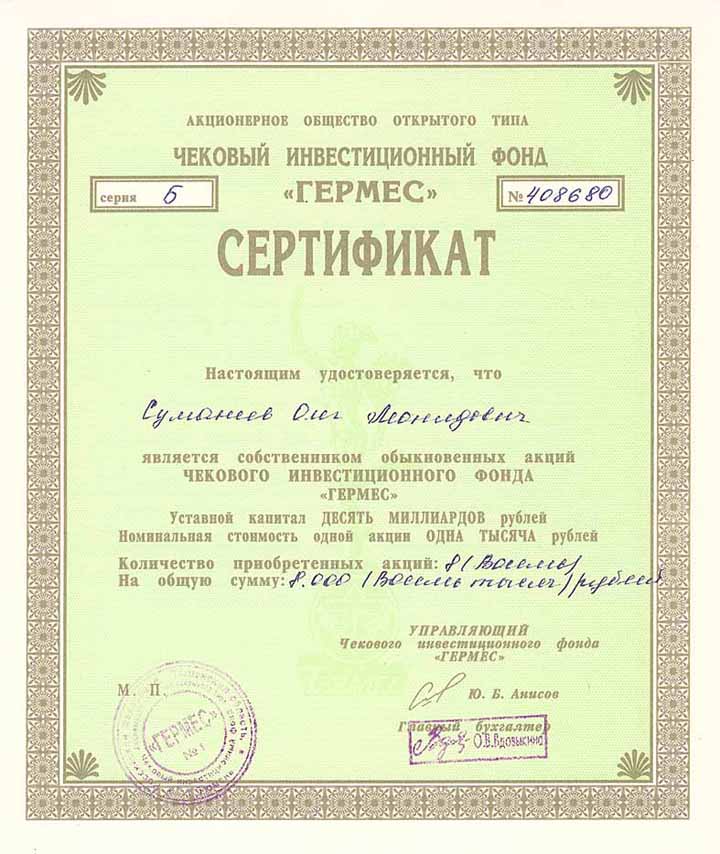 АКЦИОНЕРНОЕ ОБЩЕСТВО ОТКРЫТОГО ТИПА
ЧЕКОВЫЙ ИНВЕСТИЦИОННЫЙ ФОНД
«ГЕРМЕС»
серия Б
№ 408680
СЕРТИФИКАТ
Настоящим удостоверяется, что
Олег Леонидович
является собственником обыкновенных акций
ЧЕКОВОГО ИНВЕСТИЦИОННОГО ФОНДА
«ГЕРМЕС»
Уставной капитал ДЕСЯТЬ МИЛЛИАРДОВ рублей
Номинальная стоимость одной акции ОДНА ТЫСЯЧА рублей
Количество приобретенных акций: 8 (Восемь)
На общую сумму: 8.000 (Восемь тысяч) рублей
УПРАВЛЯЮЩИЙ
Чекового инвестиционного фонда
«ГЕРМЕС»
М. П.
Ю. Б. Анисов
Главный бухгалтер
О.В.Вдовыкина
«ГЕРМЕС»
№ 1